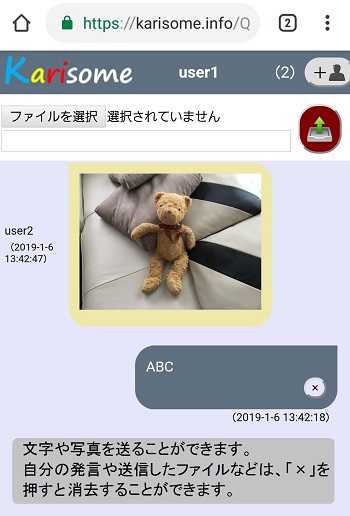 https://karisome.info/Q
2
Karisome
user1
(2)
+
ファイルを選択 選択されていません
user2
(2019-1-6
13:42:47)
ABC
×
(2019-1-6 13:42:18)
文字や写真を送ることができます。
自分の発言や送信したファイルなどは、「×」を
押すと消去することができます。